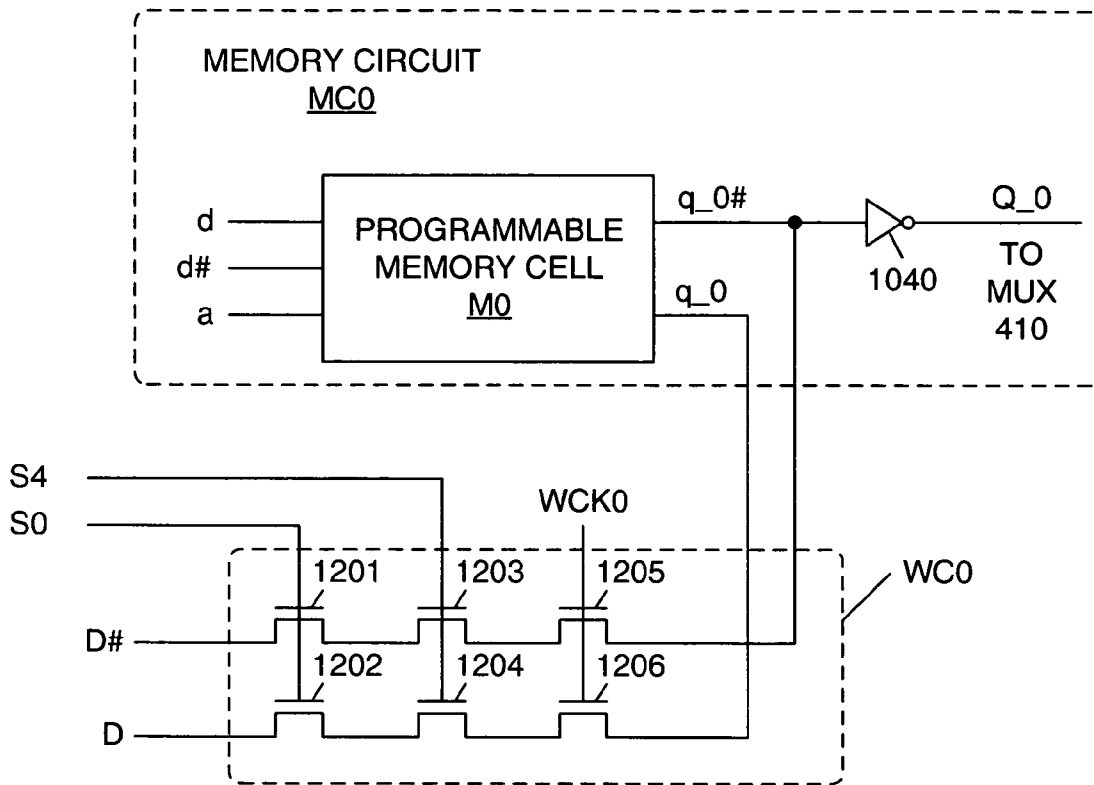 MEMORY CIRCUIT
MC0
d
d#
a
PROGRAMMABLE
MEMORY CELL
M0
q_0#
q_0
1040
Q_0
TO
MUX
410
S4
S0
WCK0
WC0
1201
1203
1205
D#
1202
1204
1206
D